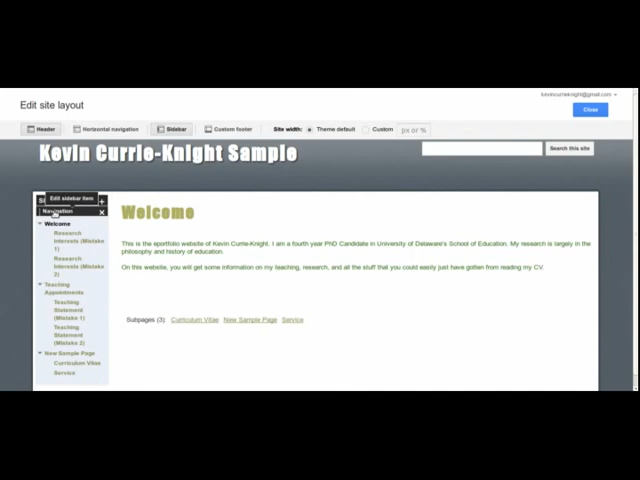 kevincurrieknight@gmail.com
Edit site layout
Close
Header Horizontal navigation Sidebar Custom footer Site width: Theme default Custom px or %
Kevin Currie-Knight Sample
Search this site
Edit sidebar item
Navigation
Welcome
Research
Interests (Mistake
1)
Research
Interests (Mistake
2)
Teaching
Appointments
Teaching
Statement
(Mistake 1)
Teaching
Statement
(Mistake 2)
New Sample Page
Curriculum Vitae
Service
Welcome
This is the eportfolio website of Kevin Currie-Knight. I am a fourth year PhD Candidate in University of Delaware's School of Education. My research is largely in the
philosophy and history of education.
On this website, you will get some information on my teaching, research, and all the stuff that you could easily just have gotten from reading my CV.
Subpages (3): Curriculum Vitae New Sample Page Service